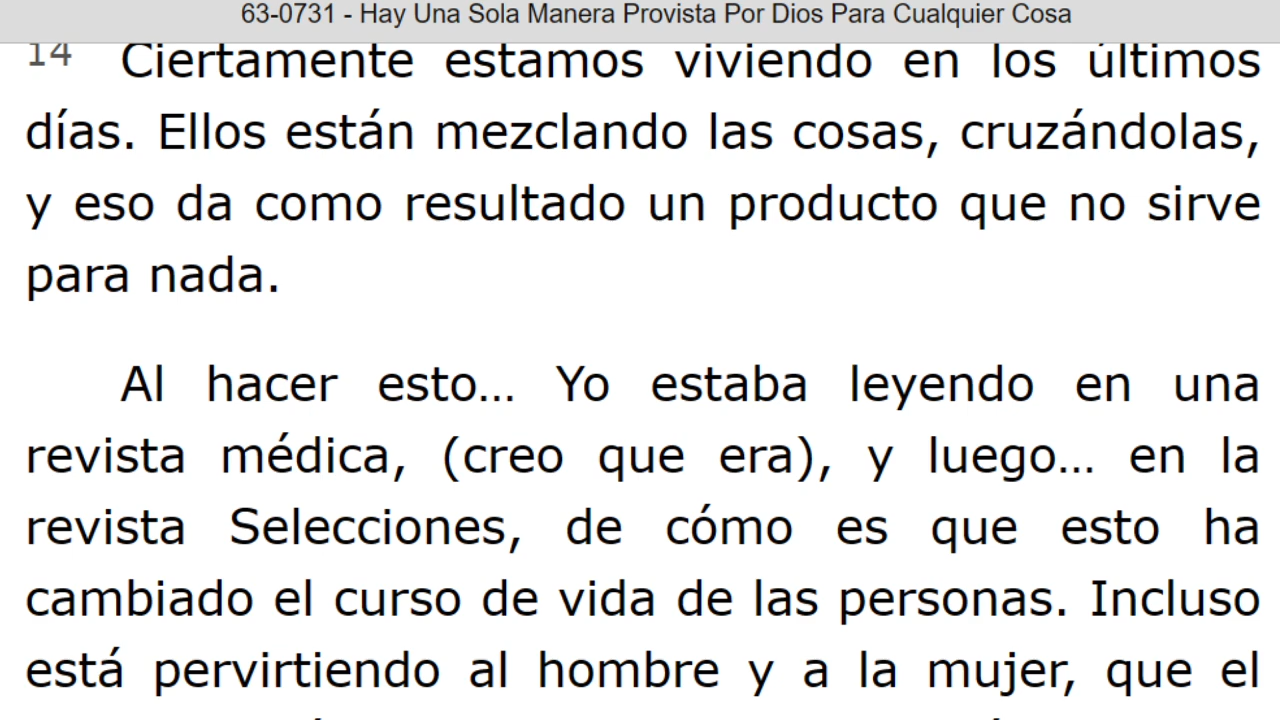 63-0731 - Hay Una Sola Manera Provista Por Dios Para Cualquier Cosa
14 Ciertamente estamos viviendo en los últimos
días. Ellos están mezclando las cosas, cruzándolas,
y eso da como resultado un producto que no sirve
para nada.
Al hacer esto… Yo estaba leyendo en una
revista médica, (creo que era), y luego… en la
revista Selecciones, de cómo es que esto ha
cambiado el curso de vida de las personas. Incluso
está pervirtiendo al hombre y a la mujer, que el